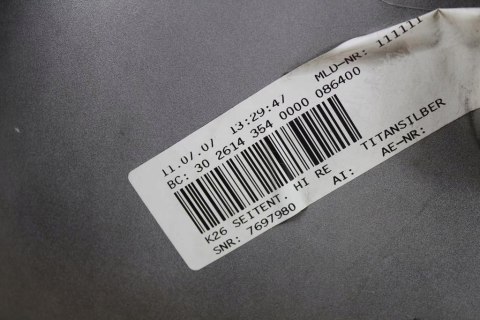 11.07.07 13:29:47 MLD-NR: 111111
BC: 30 2614 354 0000 086400
K26 SEITENT. HI RE TITANSILBER
SNR: 7697980 AI: AE-NR: